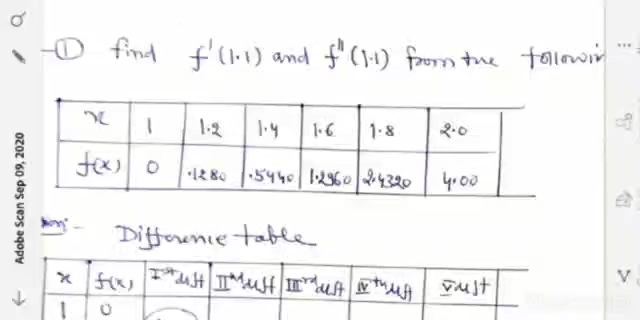 ① find f'(1.1) and f''(1.1) from the followin
x 1 1.2 1.4 1.6 1.8 2.0
f(x) 0 .1280 .5440 1.2960 2.4320 4.00
Difference table
x f(x) Iˢᵗ diff IIⁿᵈ diff IIIʳᵈ diff IVᵗʰ diff V diff
1 0
Adobe Scan Sep 09, 2020